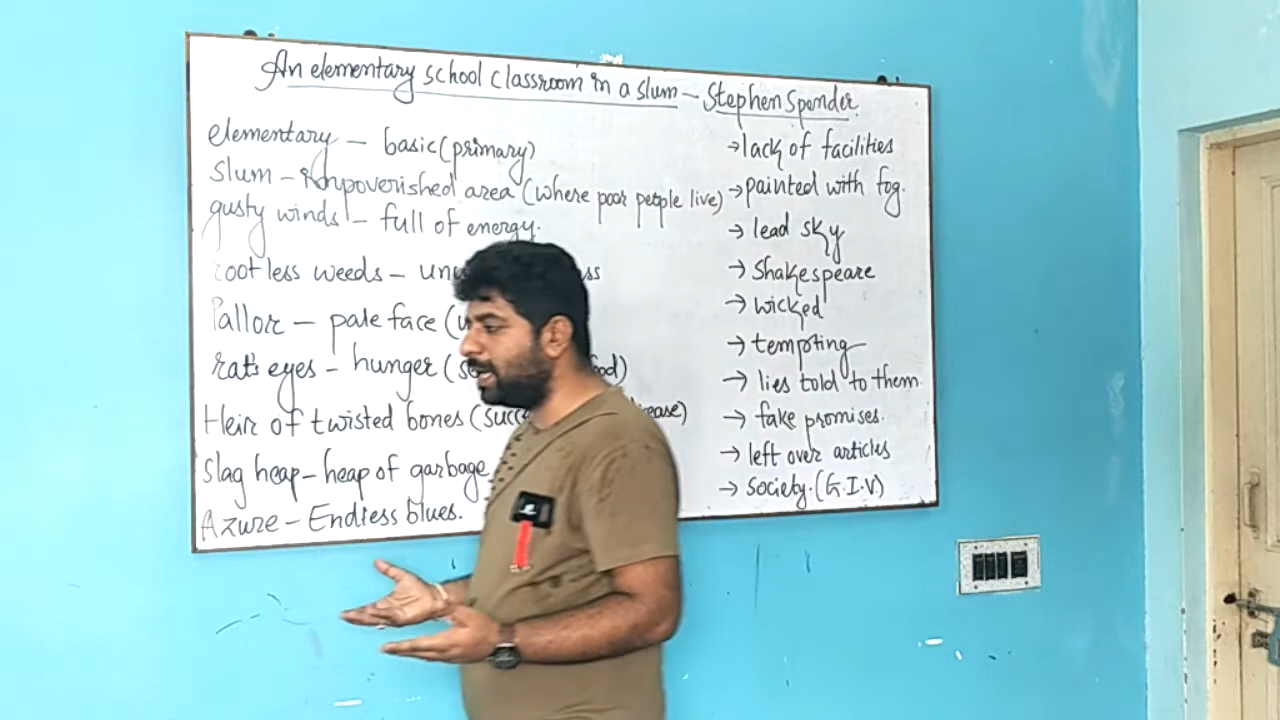 An elementary school classroom in a slum – Stephen Spender
elementary – basic (primary)
Slum – Impoverished area (where poor people live)
gusty winds – full of energy.
rootless weeds –
Pallor – pale face
rat's eyes – hunger
Heir of twisted bones
Slag heap – heap of garbage
Azure – Endless blues.
→ lack of facilities
→ painted with fog.
→ lead sky
→ Shakespeare
→ wicked
→ tempting
→ lies told to them
→ fake promises.
→ left over articles
→ society. (G.I.V)